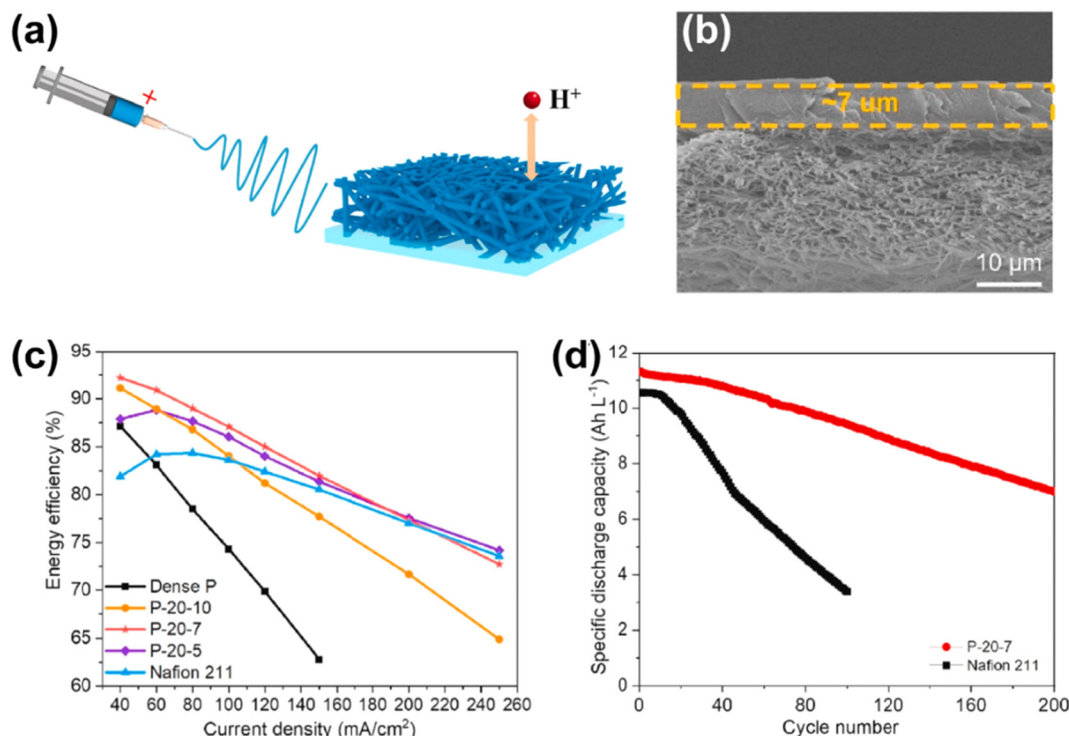 (a)
+
H+
(b)
~7 um
10 μm
(c)
95
90
85
80
75
70
65
60
Energy efficiency (%)
Dense P
P-20-10
P-20-7
P-20-5
Nafion 211
40 60 80 100 120 140 160 180 200 220 240 260
Current density (mA/cm²)
(d)
12
10
8
6
4
2
0
Specific discharge capacity (Ah L⁻¹)
P-20-7
Nafion 211
0 40 80 120 160 200
Cycle number